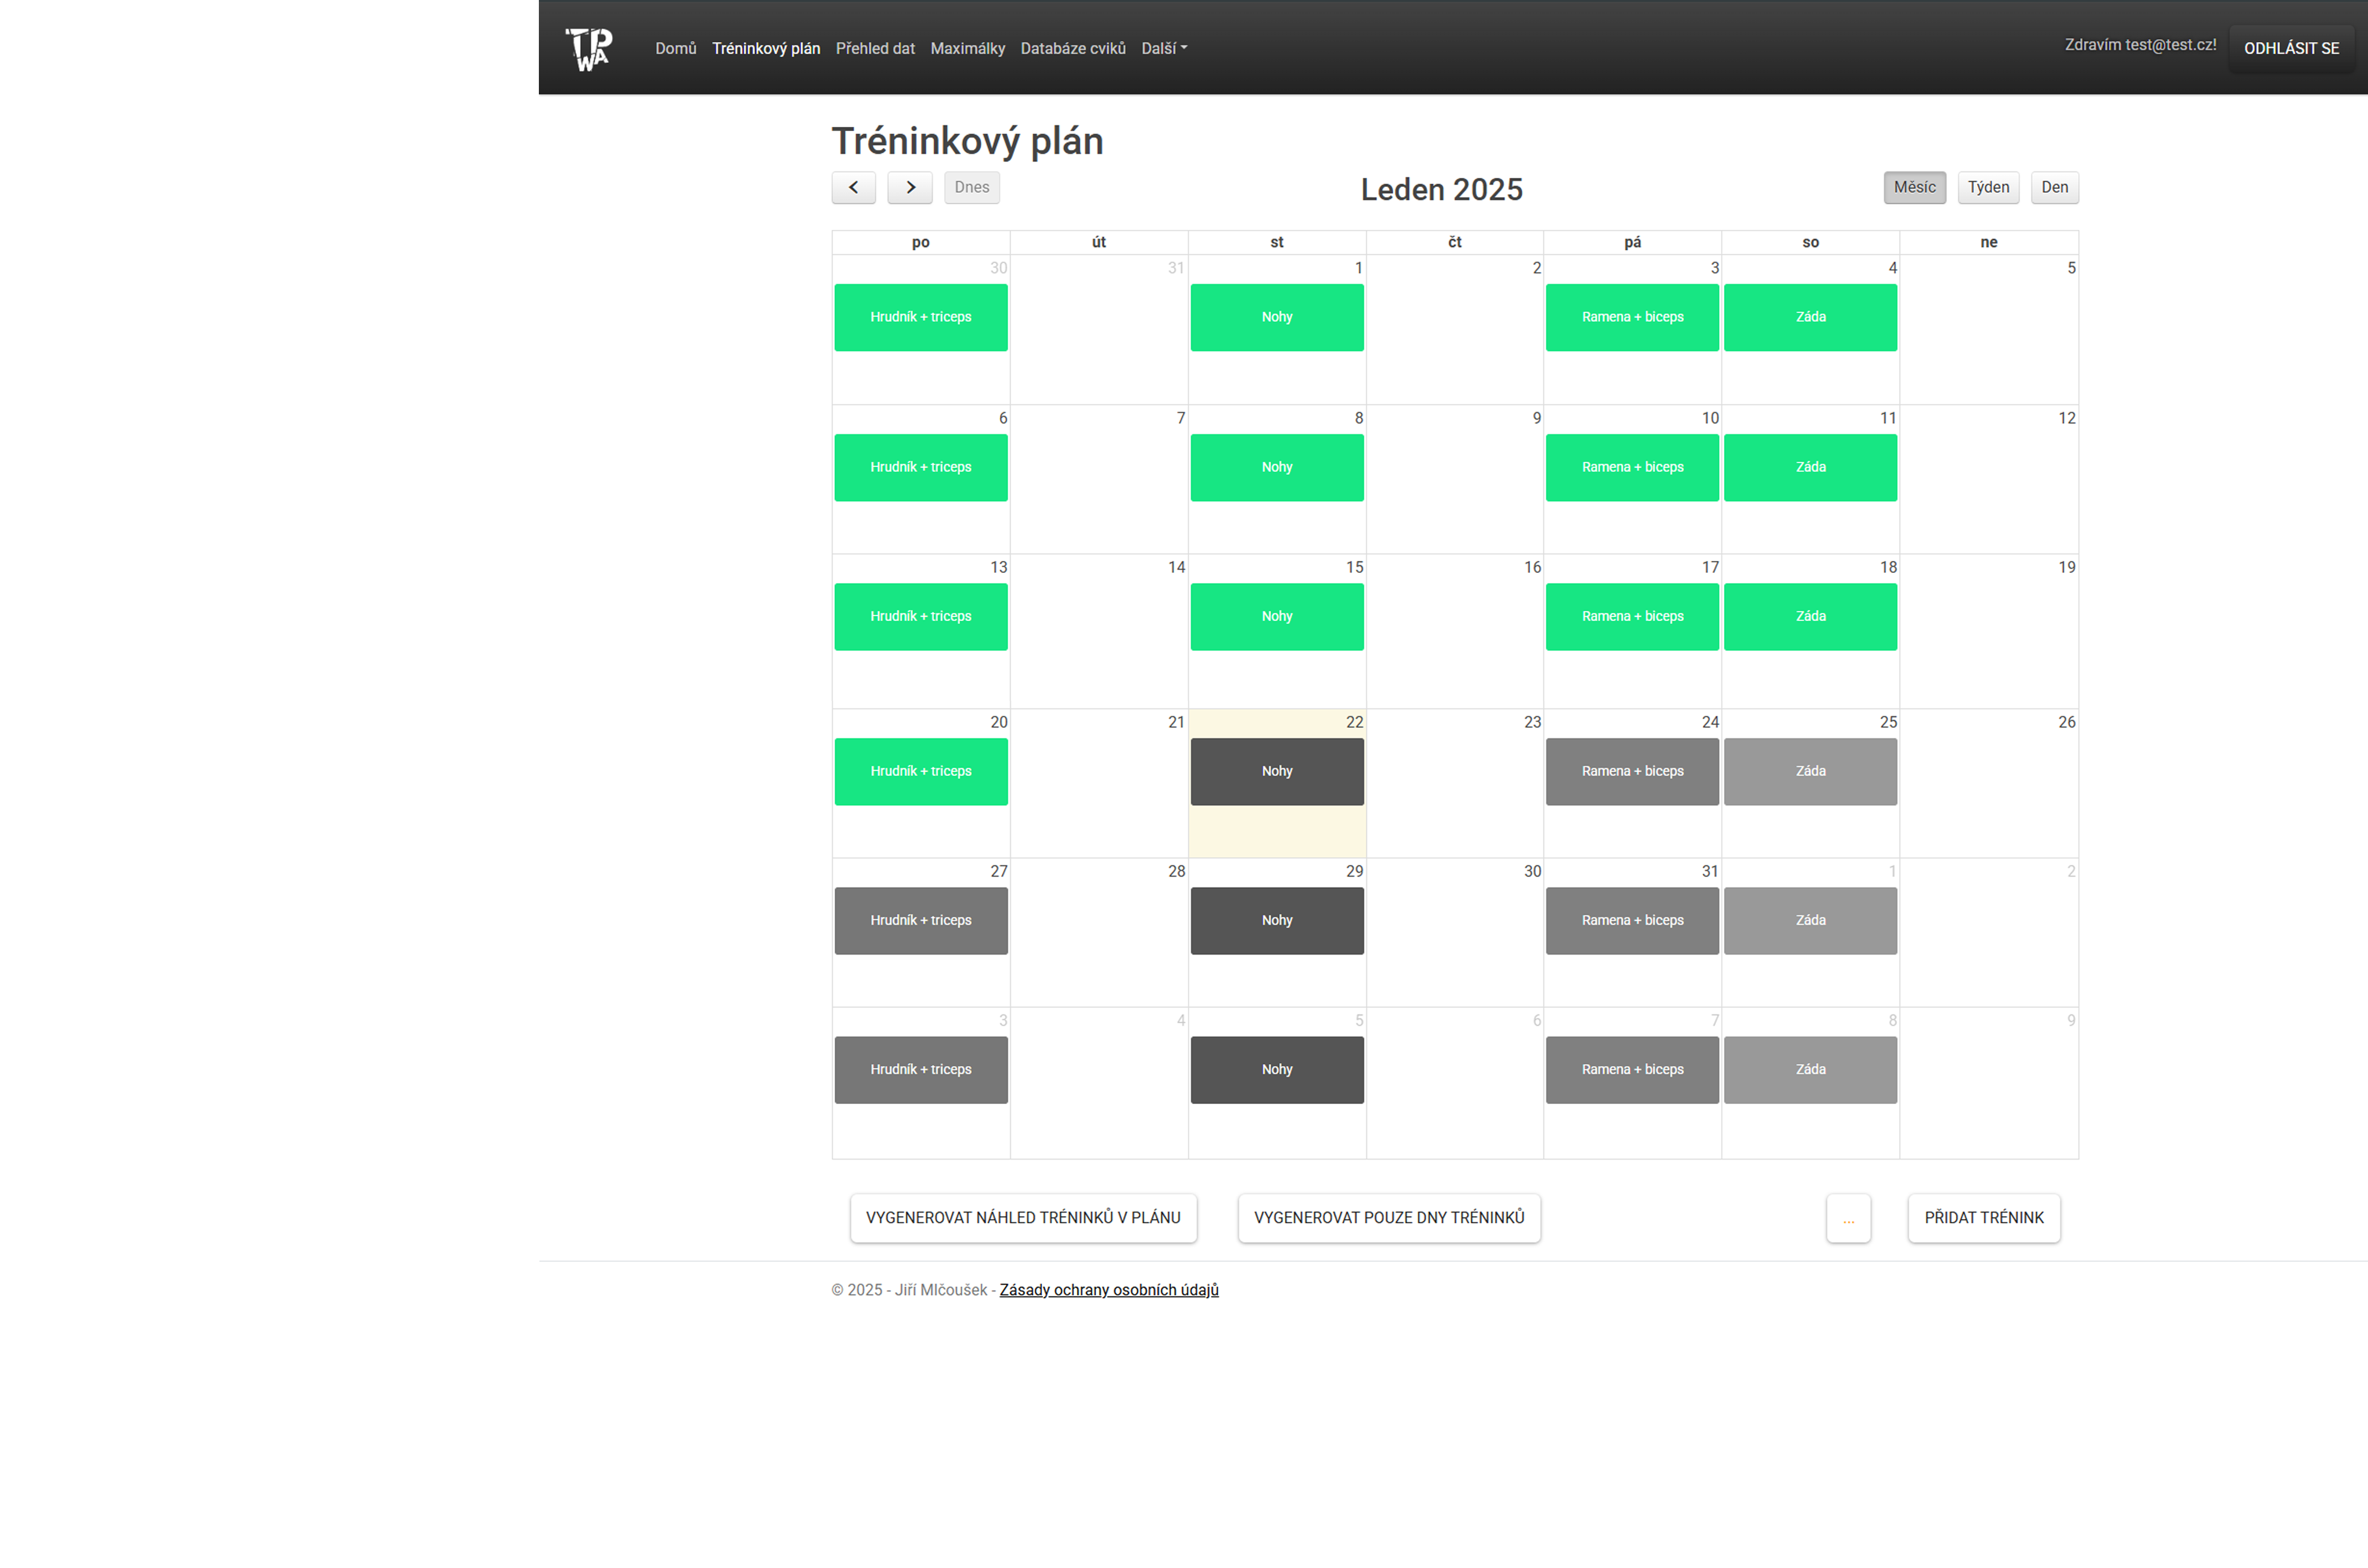 TPWA
Domů Tréninkový plán Přehled dat Maximálky Databáze cviků Další Zdravím test@test.cz! ODHLÁSIT SE
Tréninkový plán
Dnes Leden 2025 Měsíc Týden Den
po út st čt pá so ne
30 31 1 2 3 4 5
Hrudník + triceps Nohy Ramena + biceps Záda
6 7 8 9 10 11 12
Hrudník + triceps Nohy Ramena + biceps Záda
13 14 15 16 17 18 19
Hrudník + triceps Nohy Ramena + biceps Záda
20 21 22 23 24 25 26
Hrudník + triceps Nohy Ramena + biceps Záda
27 28 29 30 31 1 2
Hrudník + triceps Nohy Ramena + biceps Záda
3 4 5 6 7 8 9
Hrudník + triceps Nohy Ramena + biceps Záda
VYGENEROVAT NÁHLED TRÉNINKŮ V PLÁNU VYGENEROVAT POUZE DNY TRÉNINKŮ ... PŘIDAT TRÉNINK
© 2025 - Jiří Mlčoušek - Zásady ochrany osobních údajů